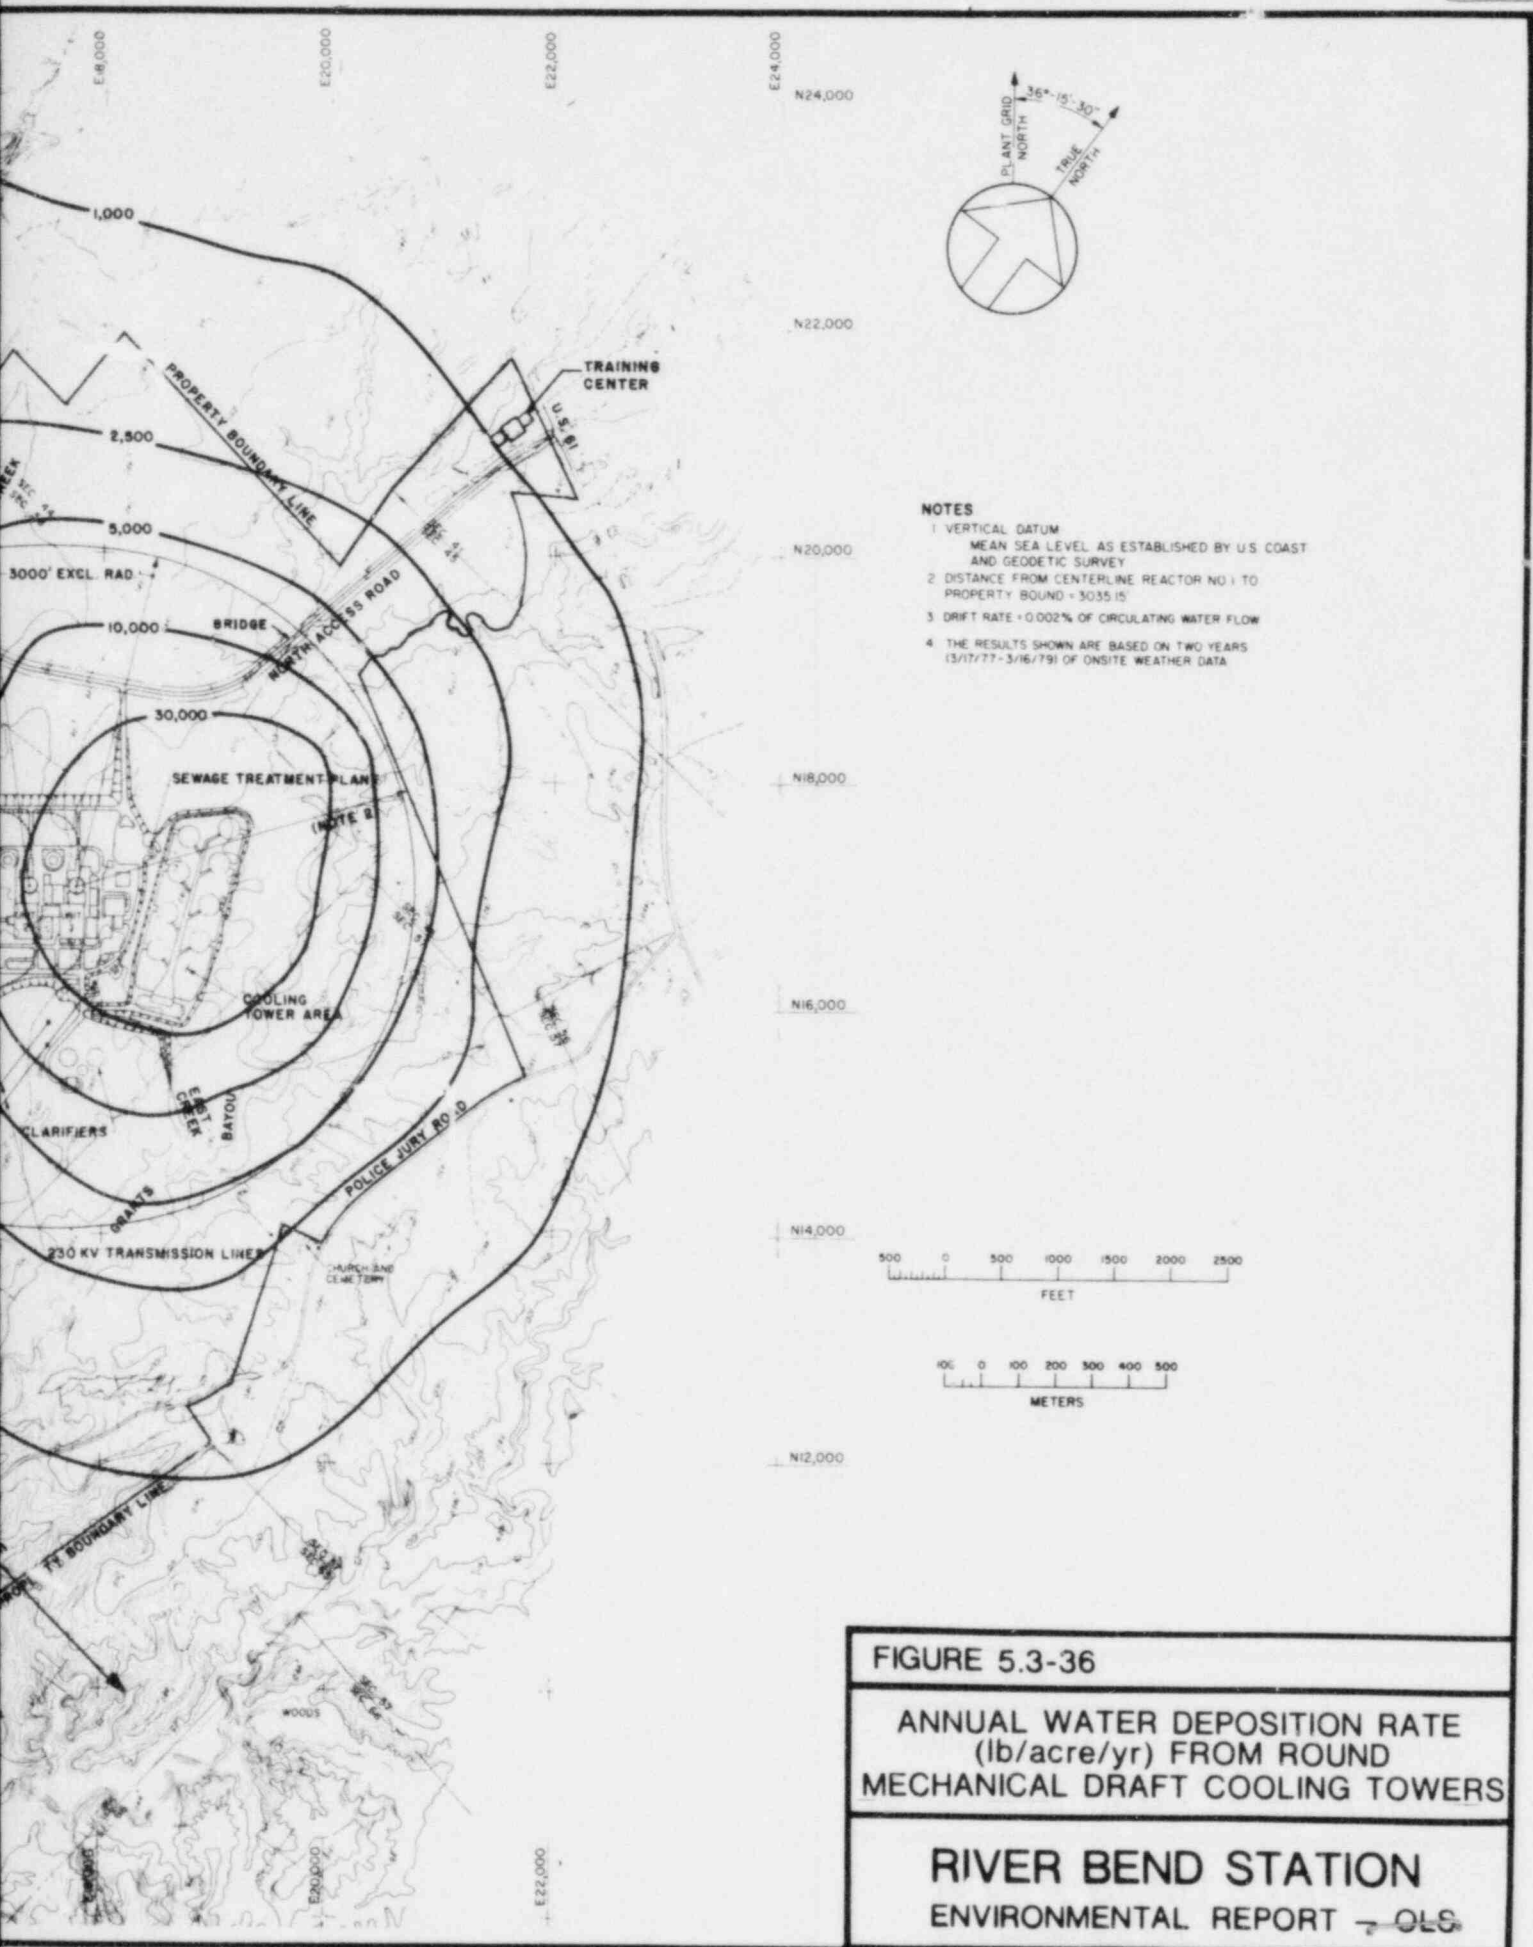 E18,000
E20,000
E22,000
E24,000
N24,000
PLANT GRID
NORTH
36°-15'-30"
TRUE
NORTH
1,000
N22,000
TRAINING
CENTER
U.S. 61
PROPERTY BOUNDARY LINE
2,500
5,000
3000' EXCL. RAD.
N20,000
NOTES
1 VERTICAL DATUM
MEAN SEA LEVEL AS ESTABLISHED BY U.S COAST
AND GEODETIC SURVEY
2 DISTANCE FROM CENTERLINE REACTOR NO 1 TO
PROPERTY BOUND = 3035.15'
3 DRIFT RATE = 0.002% OF CIRCULATING WATER FLOW
4 THE RESULTS SHOWN ARE BASED ON TWO YEARS
(3/17/77-3/16/79) OF ONSITE WEATHER DATA
10,000
BRIDGE
NORTH ACCESS ROAD
30,000
SEWAGE TREATMENT PLANT
N18,000
(NOTE 2
COOLING
TOWER AREA
N16,000
EAST
CREEK
BAYOU
CLARIFIERS
POLICE JURY ROAD
GRANTS
230 KV TRANSMISSION LINES
N14,000
CHURCH AND
CEMETERY
500 0 500 1000 1500 2000 2500
FEET
100 0 100 200 300 400 500
METERS
N12,000
BOUNDARY LINE
WOODS
E20,000
E22,000
FIGURE 5.3-36
ANNUAL WATER DEPOSITION RATE
(lb/acre/yr) FROM ROUND
MECHANICAL DRAFT COOLING TOWERS
RIVER BEND STATION
ENVIRONMENTAL REPORT - OLS